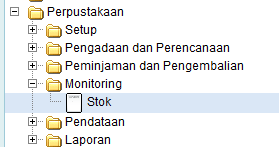 Perpustakaan
Setup
Pengadaan dan Perencanaan
Peminjaman dan Pengembalian
Monitoring
Stok
Pendataan
Laporan